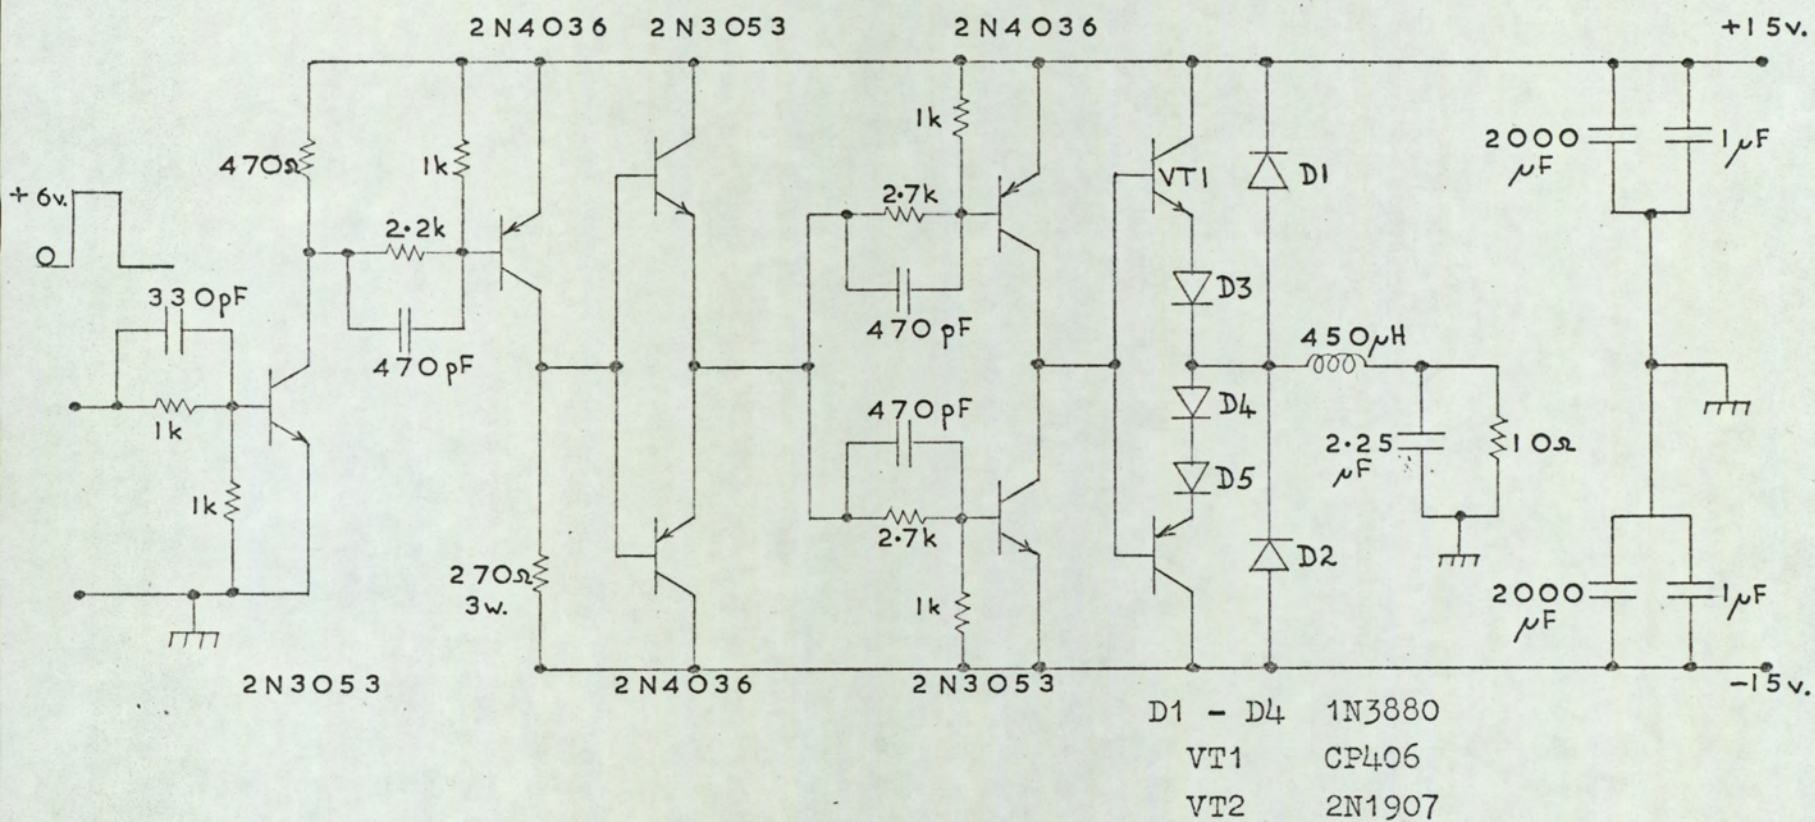 2N4036 2N3053 2N4036 +15v.
470Ω 1k 1k VT1 D1 2000 µF 1µF
+6v.
0
2.2k 2.7k
330pF 470pF 470pF D3
450µH
1k 470pF D4 2.25 µF 10Ω
1k D5
2.7k
270Ω 3w. 1k D2 2000 µF 1µF
2N3053 2N4036 2N3053 -15v.
D1 - D4 1N3880
VT1 CP406
VT2 2N1907